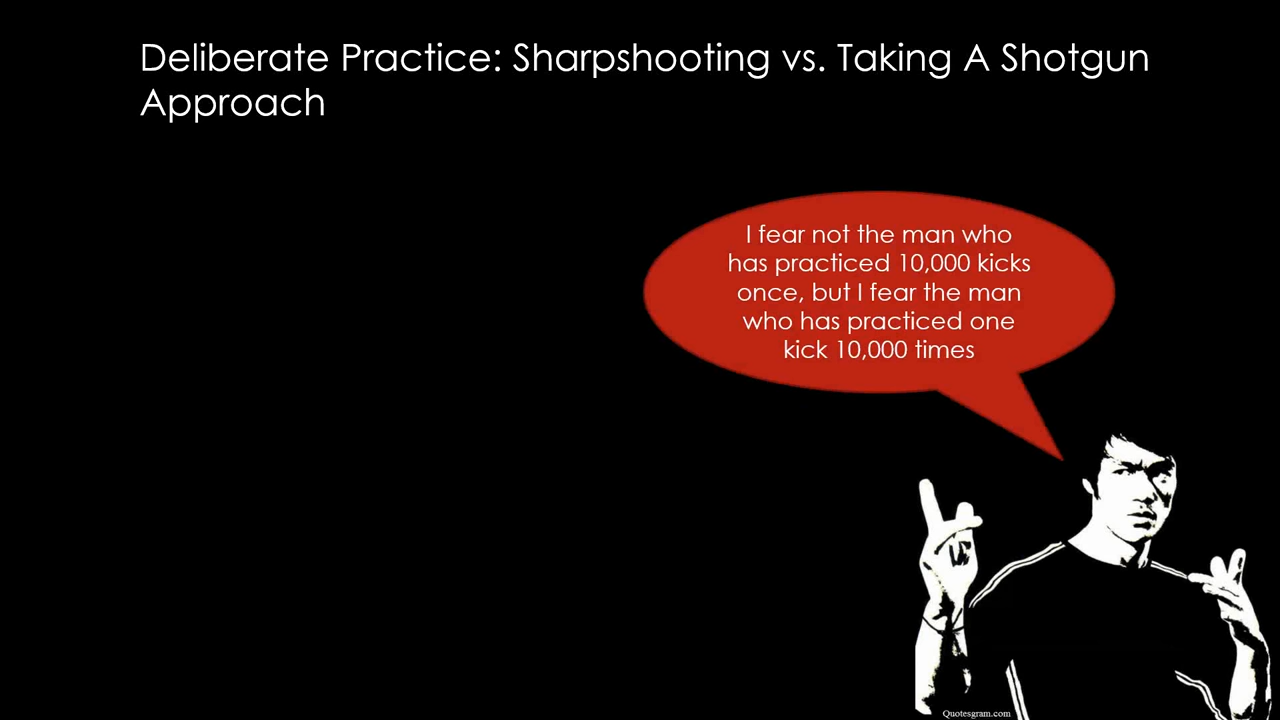 Deliberate Practice: Sharpshooting vs. Taking A Shotgun
Approach
I fear not the man who
has practiced 10,000 kicks
once, but I fear the man
who has practiced one
kick 10,000 times
Quotesgram.com